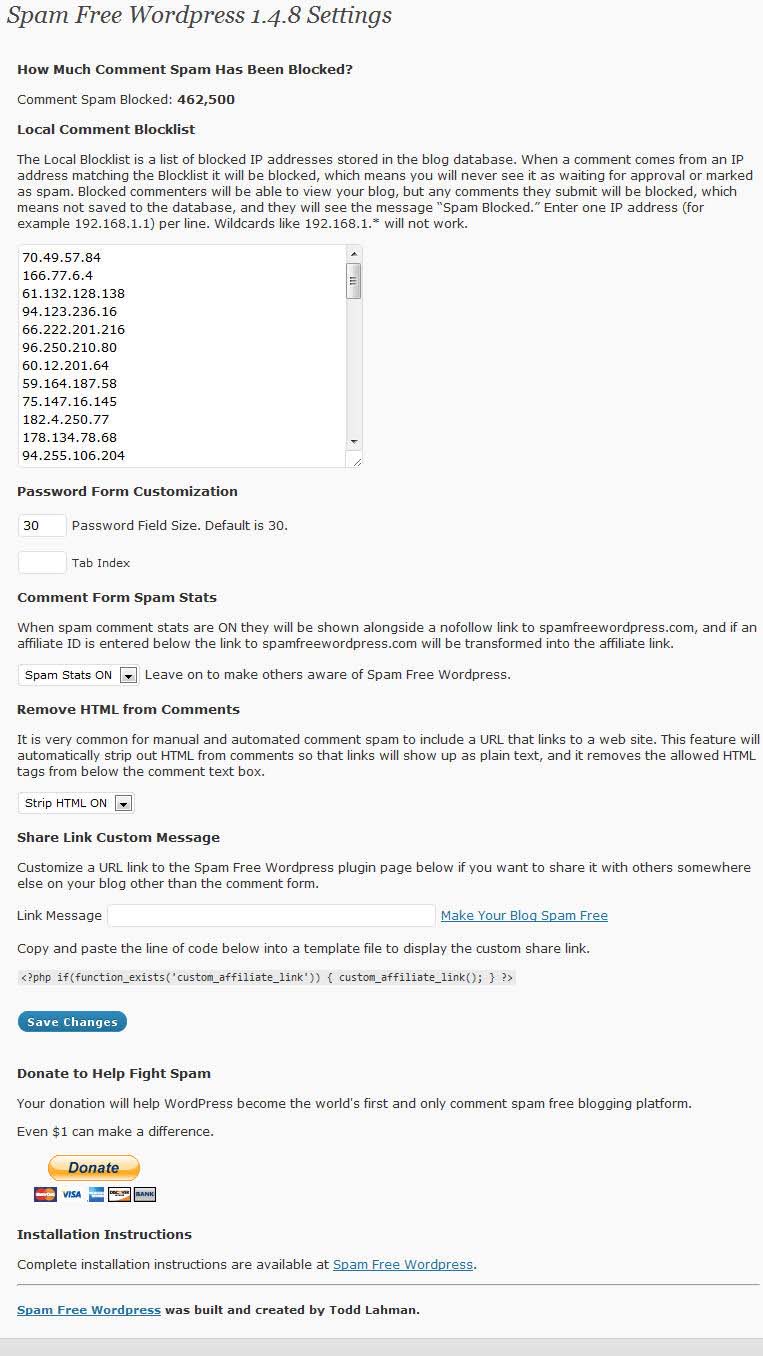 Spam Free Wordpress 1.4.8 Settings
How Much Comment Spam Has Been Blocked?
Comment Spam Blocked: 462,500
Local Comment Blocklist
The Local Blocklist is a list of blocked IP addresses stored in the blog database. When a comment comes from an IP
address matching the Blocklist it will be blocked, which means you will never see it as waiting for approval or marked
as spam. Blocked commenters will be able to view your blog, but any comments they submit will be blocked, which
means not saved to the database, and they will see the message “Spam Blocked.” Enter one IP address (for
example 192.168.1.1) per line. Wildcards like 192.168.1.* will not work.
70.49.57.84
166.77.6.4
61.132.128.138
94.123.236.16
66.222.201.216
96.250.210.80
60.12.201.64
59.164.187.58
75.147.16.145
182.4.250.77
178.134.78.68
94.255.106.204
Password Form Customization
30 Password Field Size. Default is 30.
Tab Index
Comment Form Spam Stats
When spam comment stats are ON they will be shown alongside a nofollow link to spamfreewordpress.com, and if an
affiliate ID is entered below the link to spamfreewordpress.com will be transformed into the affiliate link.
Spam Stats ON Leave on to make others aware of Spam Free Wordpress.
Remove HTML from Comments
It is very common for manual and automated comment spam to include a URL that links to a web site. This feature will
automatically strip out HTML from comments so that links will show up as plain text, and it removes the allowed HTML
tags from below the comment text box.
Strip HTML ON
Share Link Custom Message
Customize a URL link to the Spam Free Wordpress plugin page below if you want to share it with others somewhere
else on your blog other than the comment form.
Link Message Make Your Blog Spam Free
Copy and paste the line of code below into a template file to display the custom share link.
<?php if(function_exists('custom_affiliate_link')) { custom_affiliate_link(); } ?>
Save Changes
Donate to Help Fight Spam
Your donation will help WordPress become the world's first and only comment spam free blogging platform.
Even $1 can make a difference.
Donate
MasterCard VISA DISCOVER BANK
Installation Instructions
Complete installation instructions are available at Spam Free Wordpress.
Spam Free Wordpress was built and created by Todd Lahman.